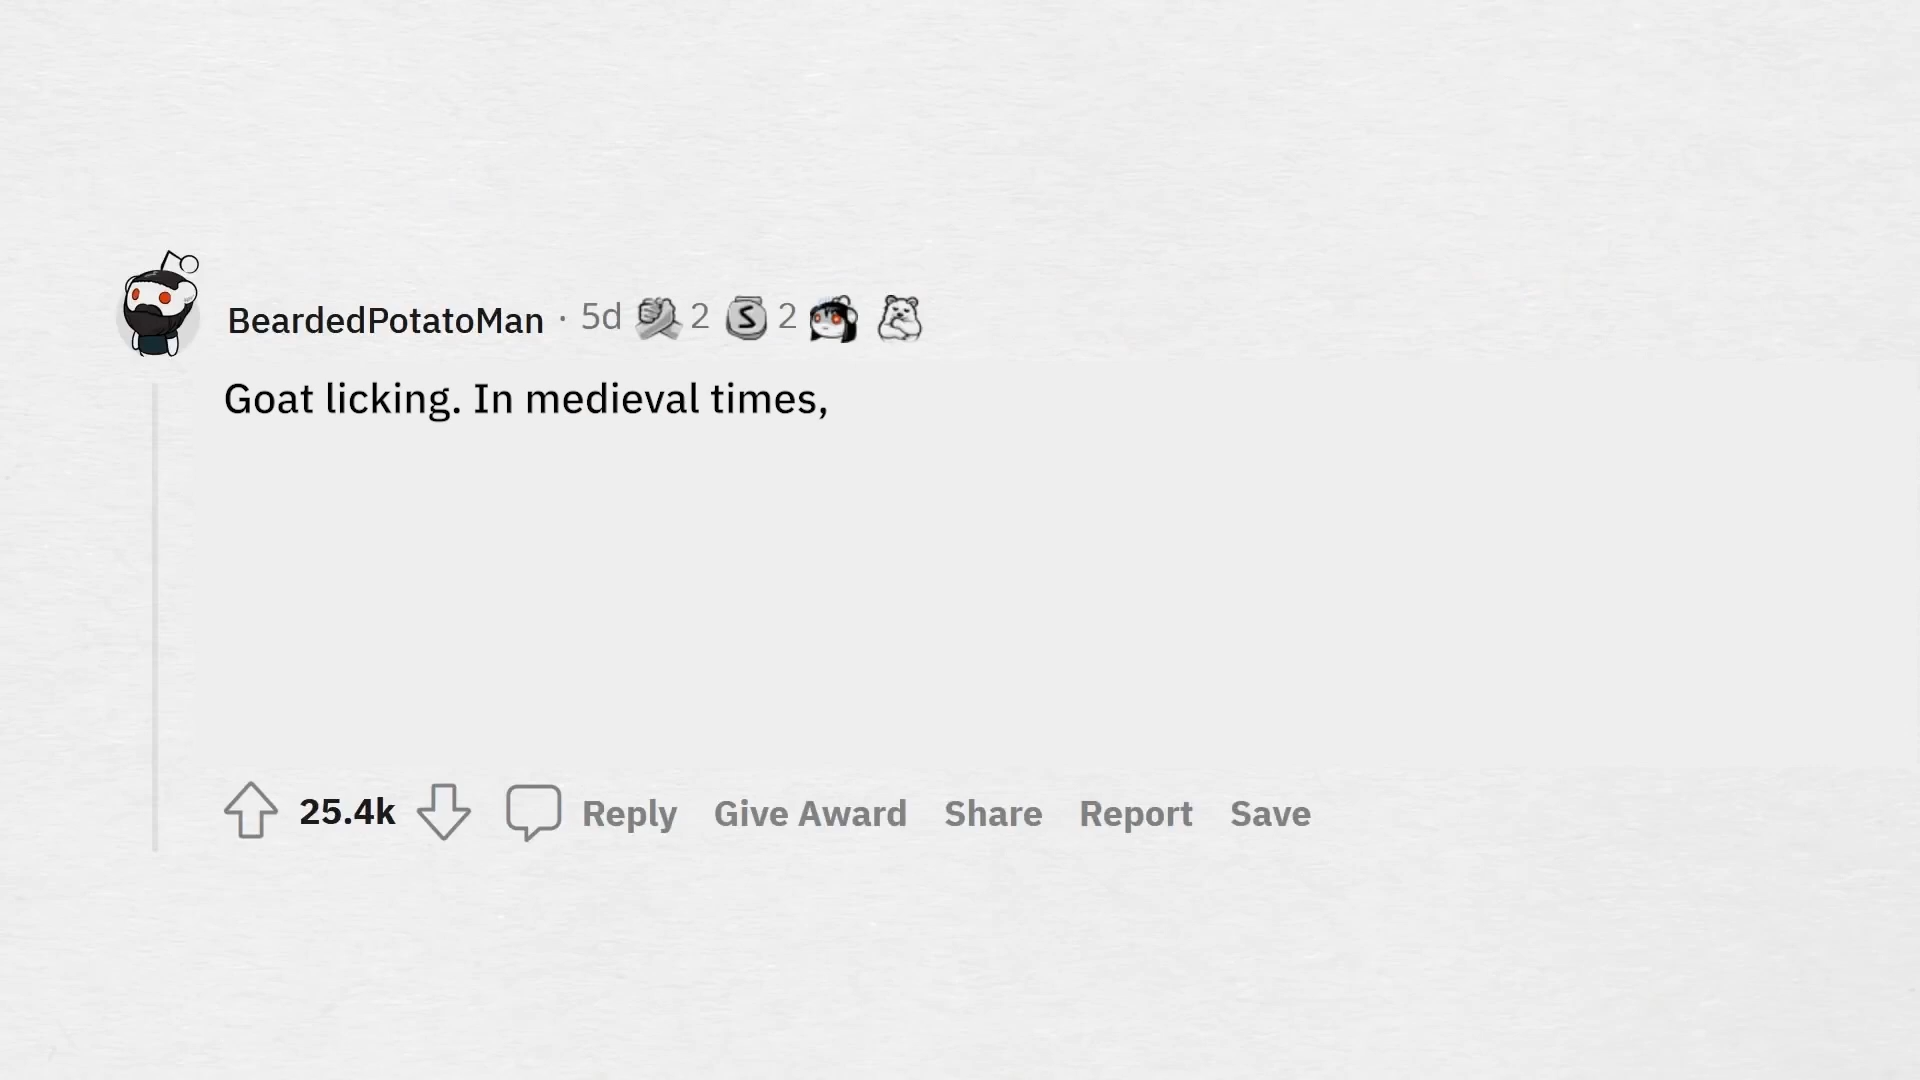 BeardedPotatoMan · 5d 2 S 2
Goat licking. In medieval times,
25.4k Reply Give Award Share Report Save